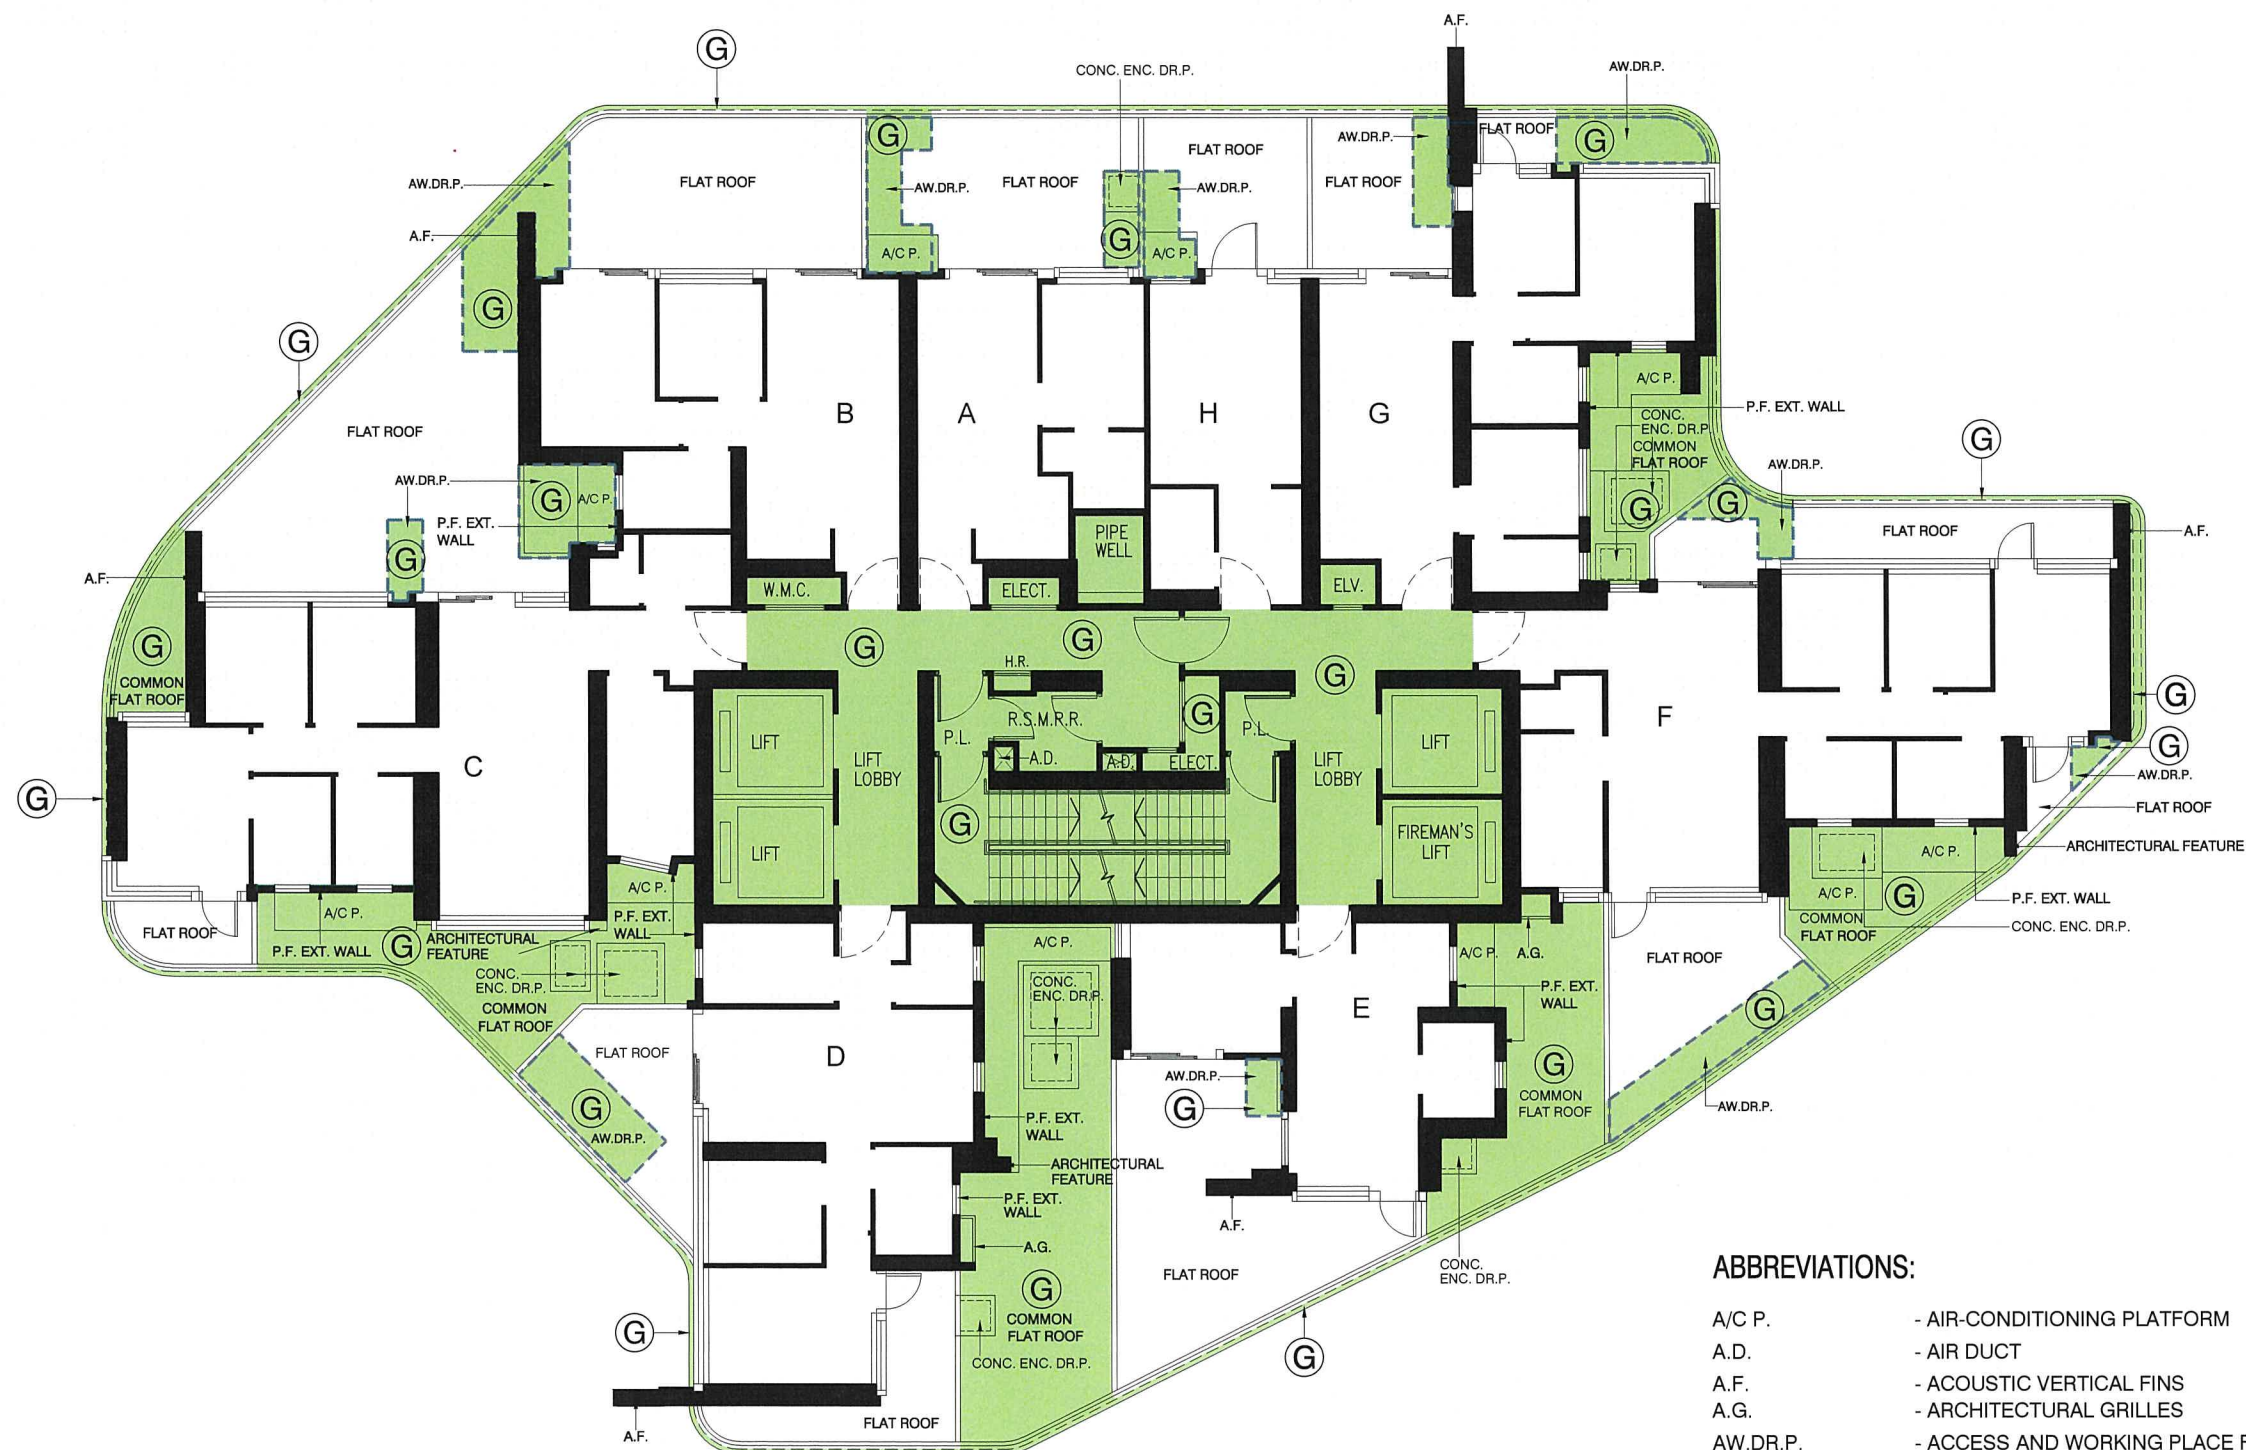 A.F.
G
CONC. ENC. DR.P.
AW.DR.P.
G
FLAT ROOF
G
AW.DR.P.
FLAT ROOF
AW.DR.P.
FLAT ROOF
AW.DR.P.
FLAT ROOF
AW.DR.P.
FLAT ROOF
A.F.
G
A/C P.
A/C P.
G
G
B
A
H
G
A/C P.
P.F. EXT. WALL
CONC.
ENC. DR.P.
COMMON
FLAT ROOF
G
FLAT ROOF
AW.DR.P.
G
A/C P.
AW.DR.P.
G
G
FLAT ROOF
A.F.
P.F. EXT.
WALL
G
PIPE
WELL
A.F.
W.M.C.
ELECT.
ELV.
G
COMMON
FLAT ROOF
G
G
G
H.R.
R.S.M.R.R.
P.L.
A.D.
A.D.
ELECT.
G
P.L.
F
G
G
AW.DR.P.
FLAT ROOF
ARCHITECTURAL FEATURE
C
LIFT
LIFT
LOBBY
LIFT
LOBBY
LIFT
G
LIFT
G
FIREMAN'S
LIFT
A/C P.
A/C P.
G
P.F. EXT. WALL
COMMON
FLAT ROOF
CONC. ENC. DR.P.
FLAT ROOF
A/C P.
P.F. EXT. WALL
G
ARCHITECTURAL
FEATURE
A/C P.
P.F. EXT.
WALL
CONC.
ENC. DR.P.
COMMON
FLAT ROOF
A/C P.
CONC.
ENC. DR.P.
A/C P.
A.G.
P.F. EXT.
WALL
FLAT ROOF
G
E
FLAT ROOF
D
G
AW.DR.P.
AW.DR.P.
G
G
COMMON
FLAT ROOF
AW.DR.P.
P.F. EXT.
WALL
ARCHITECTURAL
FEATURE
P.F. EXT.
WALL
A.F.
A.G.
FLAT ROOF
CONC.
ENC. DR.P.
G
COMMON
FLAT ROOF
G
G
CONC. ENC. DR.P.
FLAT ROOF
A.F.
ABBREVIATIONS:
A/C P. - AIR-CONDITIONING PLATFORM
A.D. - AIR DUCT
A.F. - ACOUSTIC VERTICAL FINS
A.G. - ARCHITECTURAL GRILLES
AW.DR.P. - ACCESS AND WORKING PLACE